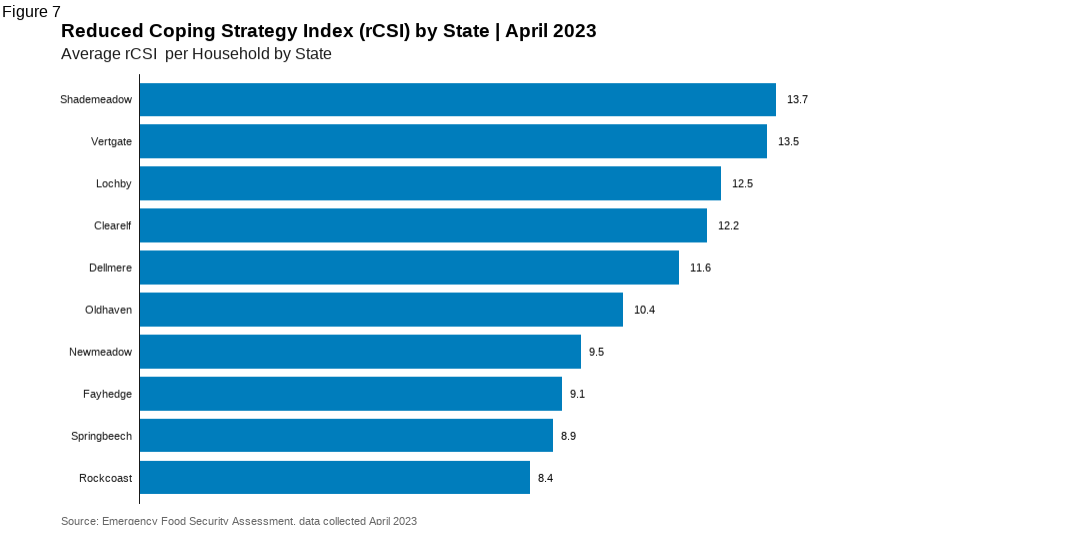 Figure 7
Reduced Coping Strategy Index (rCSI) by State | April 2023
Average rCSI  per Household by State
Shademeadow 13.7
Vertgate 13.5
Lochby 12.5
Clearelf 12.2
Dellmere 11.6
Oldhaven 10.4
Newmeadow 9.5
Fayhedge 9.1
Springbeech 8.9
Rockcoast 8.4
Source: Emergency Food Security Assessment, data collected April 2023